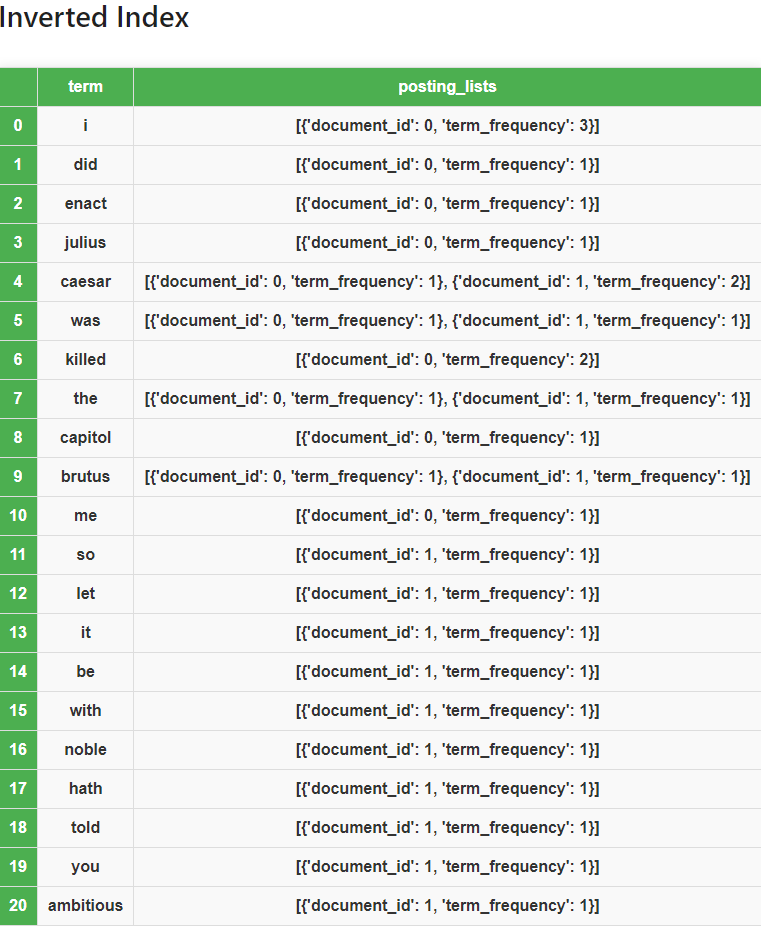 Inverted Index
term posting_lists
0 i [{'document_id': 0, 'term_frequency': 3}]
1 did [{'document_id': 0, 'term_frequency': 1}]
2 enact [{'document_id': 0, 'term_frequency': 1}]
3 julius [{'document_id': 0, 'term_frequency': 1}]
4 caesar [{'document_id': 0, 'term_frequency': 1}, {'document_id': 1, 'term_frequency': 2}]
5 was [{'document_id': 0, 'term_frequency': 1}, {'document_id': 1, 'term_frequency': 1}]
6 killed [{'document_id': 0, 'term_frequency': 2}]
7 the [{'document_id': 0, 'term_frequency': 1}, {'document_id': 1, 'term_frequency': 1}]
8 capitol [{'document_id': 0, 'term_frequency': 1}]
9 brutus [{'document_id': 0, 'term_frequency': 1}, {'document_id': 1, 'term_frequency': 1}]
10 me [{'document_id': 0, 'term_frequency': 1}]
11 so [{'document_id': 1, 'term_frequency': 1}]
12 let [{'document_id': 1, 'term_frequency': 1}]
13 it [{'document_id': 1, 'term_frequency': 1}]
14 be [{'document_id': 1, 'term_frequency': 1}]
15 with [{'document_id': 1, 'term_frequency': 1}]
16 noble [{'document_id': 1, 'term_frequency': 1}]
17 hath [{'document_id': 1, 'term_frequency': 1}]
18 told [{'document_id': 1, 'term_frequency': 1}]
19 you [{'document_id': 1, 'term_frequency': 1}]
20 ambitious [{'document_id': 1, 'term_frequency': 1}]